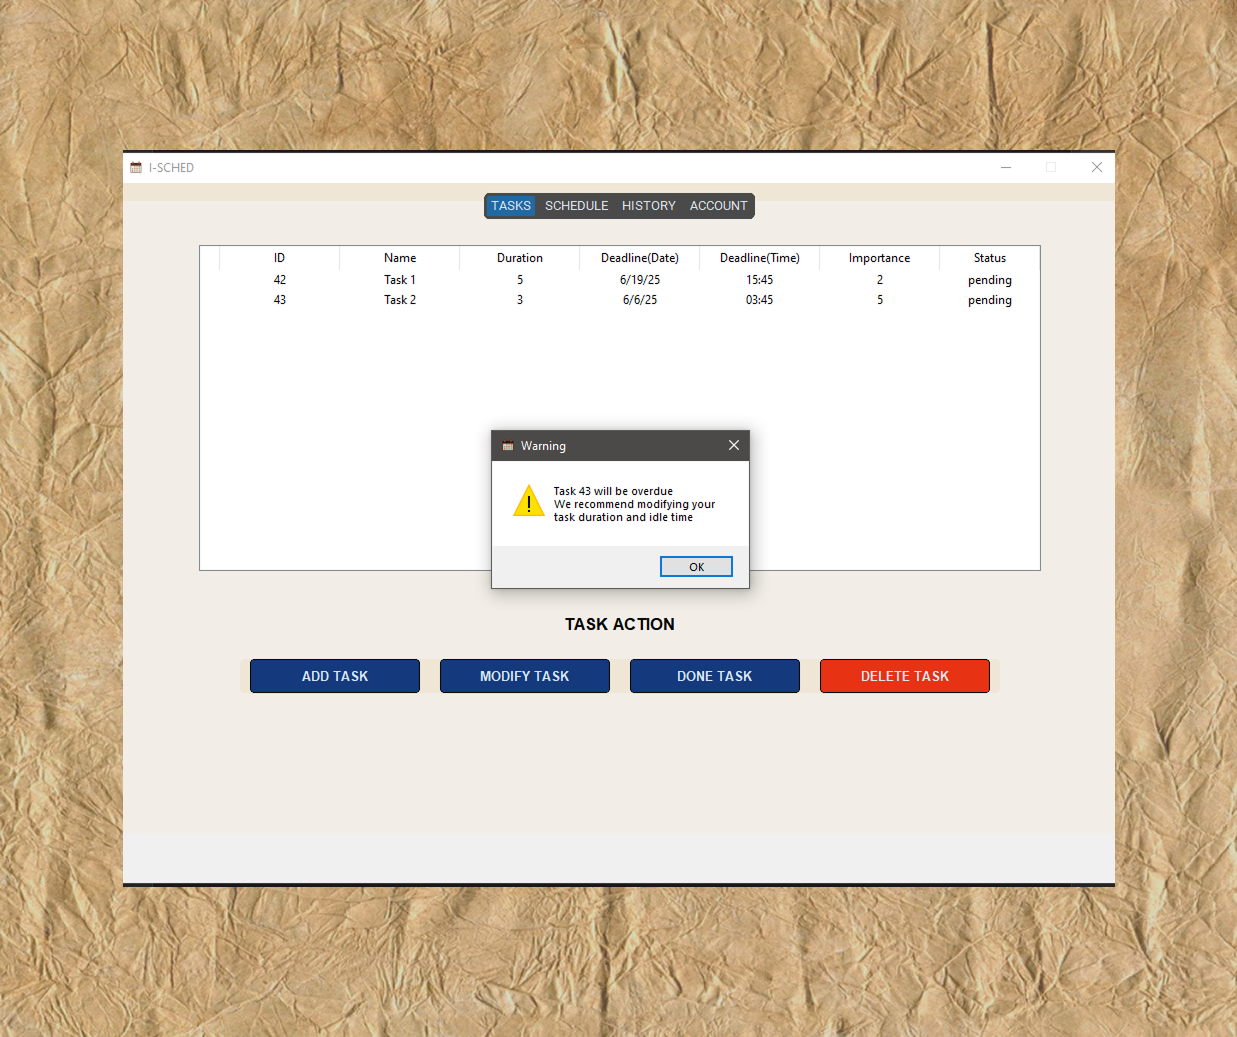 I-SCHED
TASKS SCHEDULE HISTORY ACCOUNT
ID Name Duration Deadline(Date) Deadline(Time) Importance Status
42 Task 1 5 6/19/25 15:45 2 pending
43 Task 2 3 6/6/25 03:45 5 pending
Warning
Task 43 will be overdue
We recommend modifying your
task duration and idle time
OK
TASK ACTION
ADD TASK MODIFY TASK DONE TASK DELETE TASK